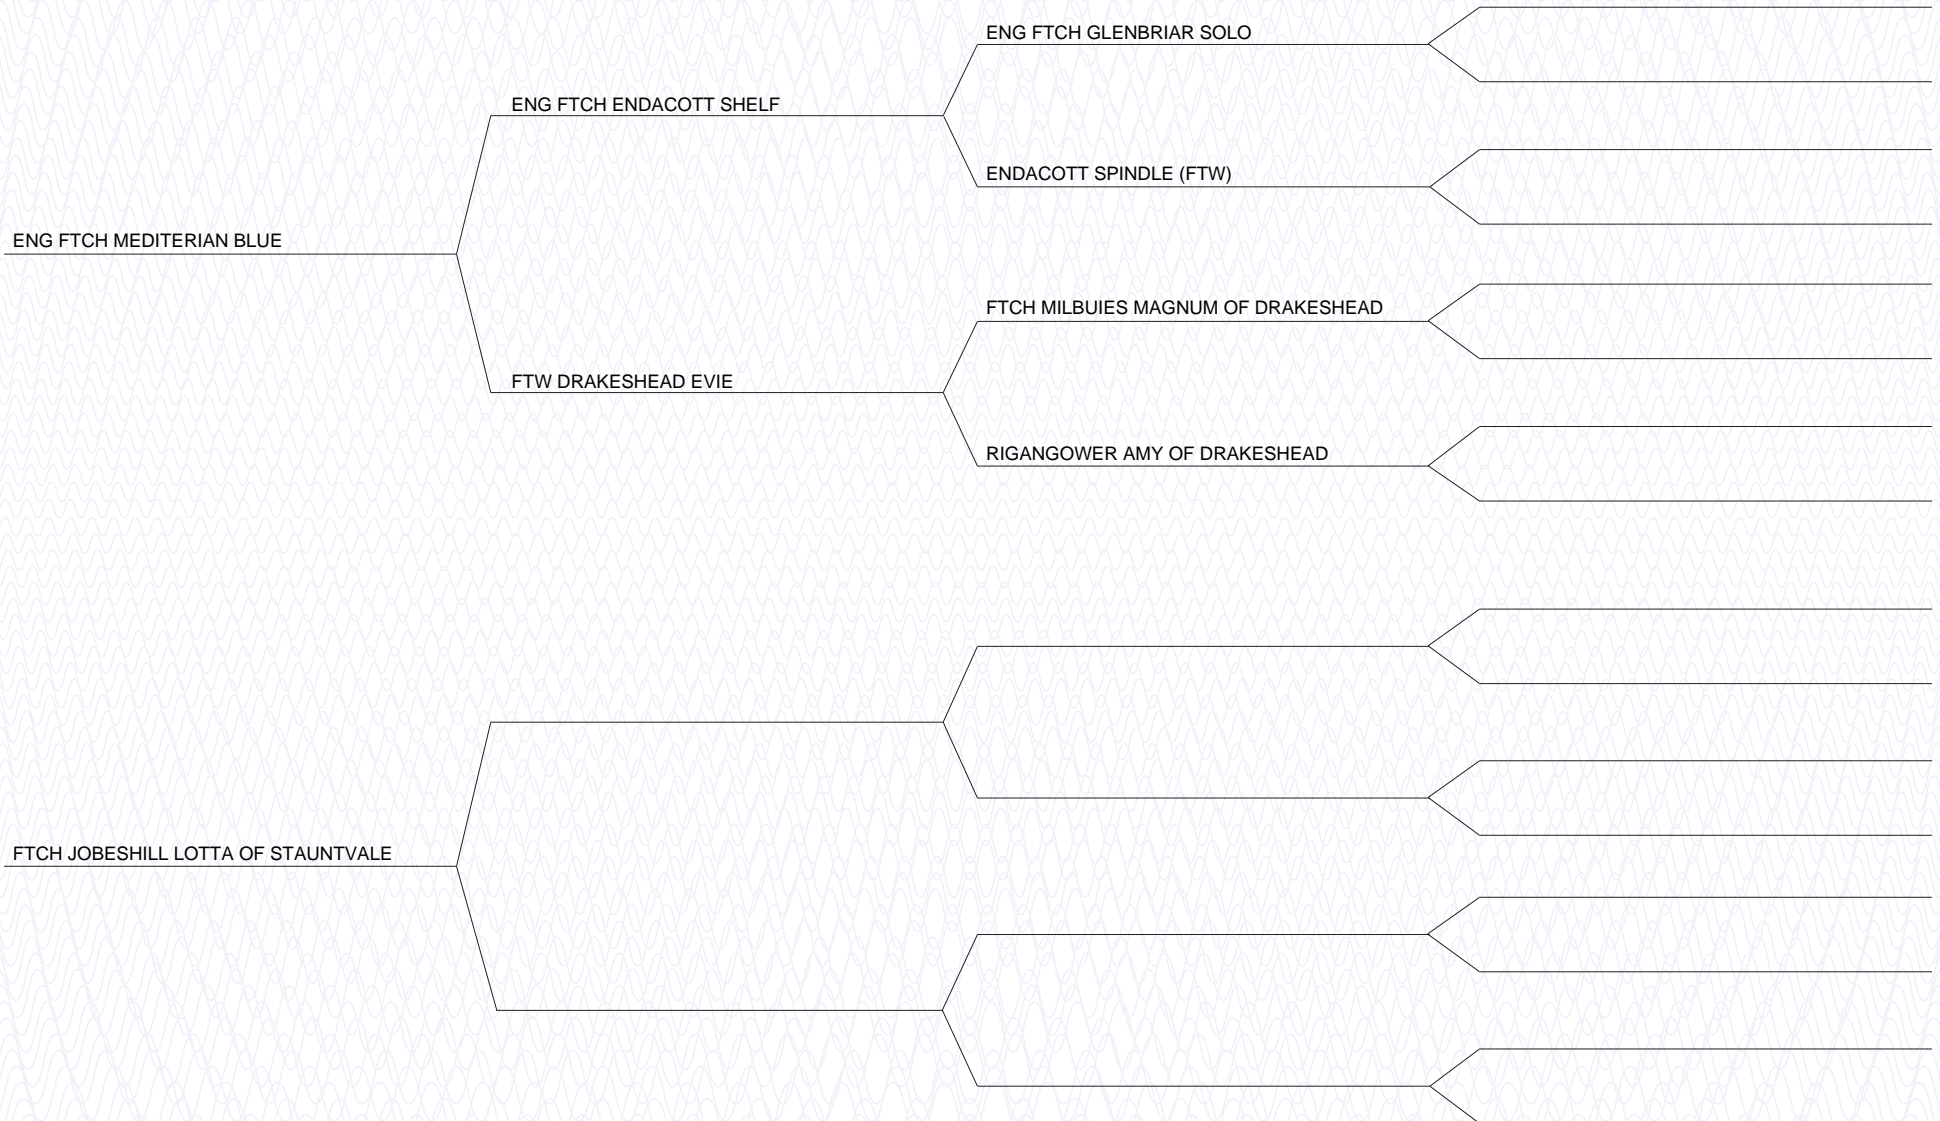 ENG FTCH GLENBRIAR SOLO
ENG FTCH ENDACOTT SHELF
ENDACOTT SPINDLE (FTW)
ENG FTCH MEDITERIAN BLUE
FTCH MILBUIES MAGNUM OF DRAKESHEAD
FTW DRAKESHEAD EVIE
RIGANGOWER AMY OF DRAKESHEAD
FTCH JOBESHILL LOTTA OF STAUNTVALE